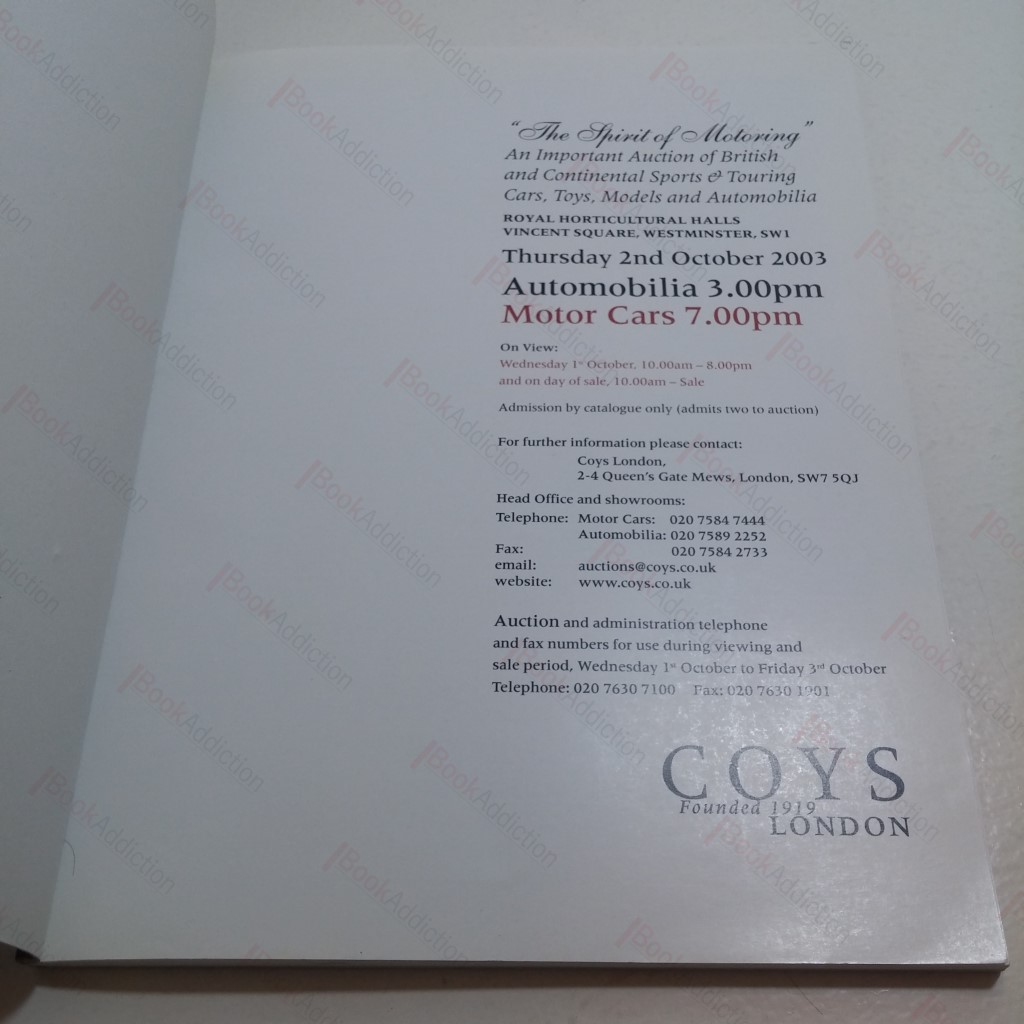 “The Spirit of Motoring”
An Important Auction of British
and Continental Sports & Touring
Cars, Toys, Models and Automobilia
ROYAL HORTICULTURAL HALLS
VINCENT SQUARE, WESTMINSTER, SW1
Thursday 2nd October 2003
Automobilia 3.00pm
Motor Cars 7.00pm
On View:
Wednesday 1st October, 10.00am – 8.00pm
and on day of sale, 10.00am – Sale
Admission by catalogue only (admits two to auction)
For further information please contact:
Coys London,
2-4 Queen's Gate Mews, London, SW7 5QJ
Head Office and showrooms:
Telephone: Motor Cars: 020 7584 7444
Automobilia: 020 7589 2252
Fax: 020 7584 2733
email: auctions@coys.co.uk
website: www.coys.co.uk
Auction and administration telephone
and fax numbers for use during viewing and
sale period, Wednesday 1st October to Friday 3rd October
Telephone: 020 7630 7100 Fax: 020 7630 1901
COYS
Founded 1919
LONDON
BookAddiction